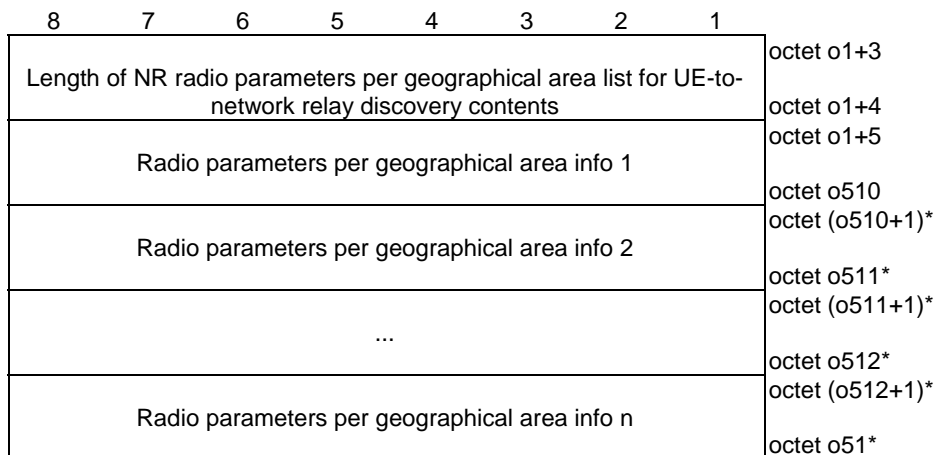 8 7 6 5 4 3 2 1
octet o1+3
Length of NR radio parameters per geographical area list for UE-to-
network relay discovery contents
octet o1+4
octet o1+5
Radio parameters per geographical area info 1
octet o510
octet (o510+1)*
Radio parameters per geographical area info 2
octet o511*
octet (o511+1)*
...
octet o512*
octet (o512+1)*
Radio parameters per geographical area info n
octet o51*